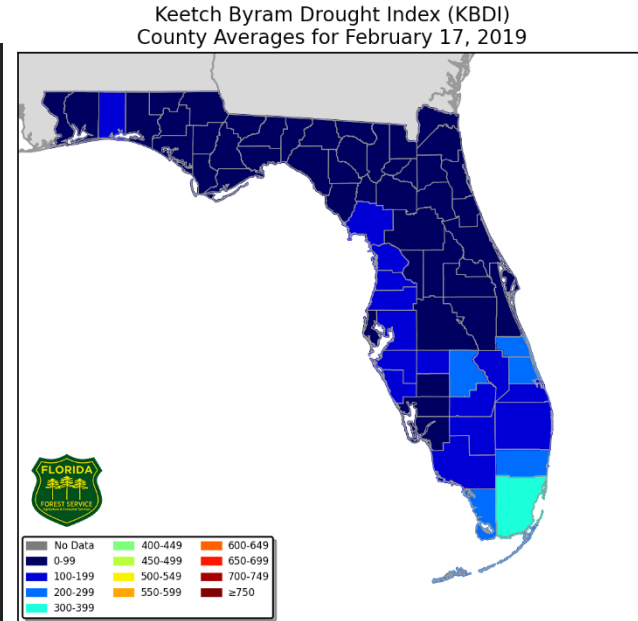 Keetch Byram Drought Index (KBDI)
County Averages for February 17, 2019
FLORIDA
FOREST SERVICE
No Data
0-99
100-199
200-299
300-399
400-449
450-499
500-549
550-599
600-649
650-699
700-749
≥750